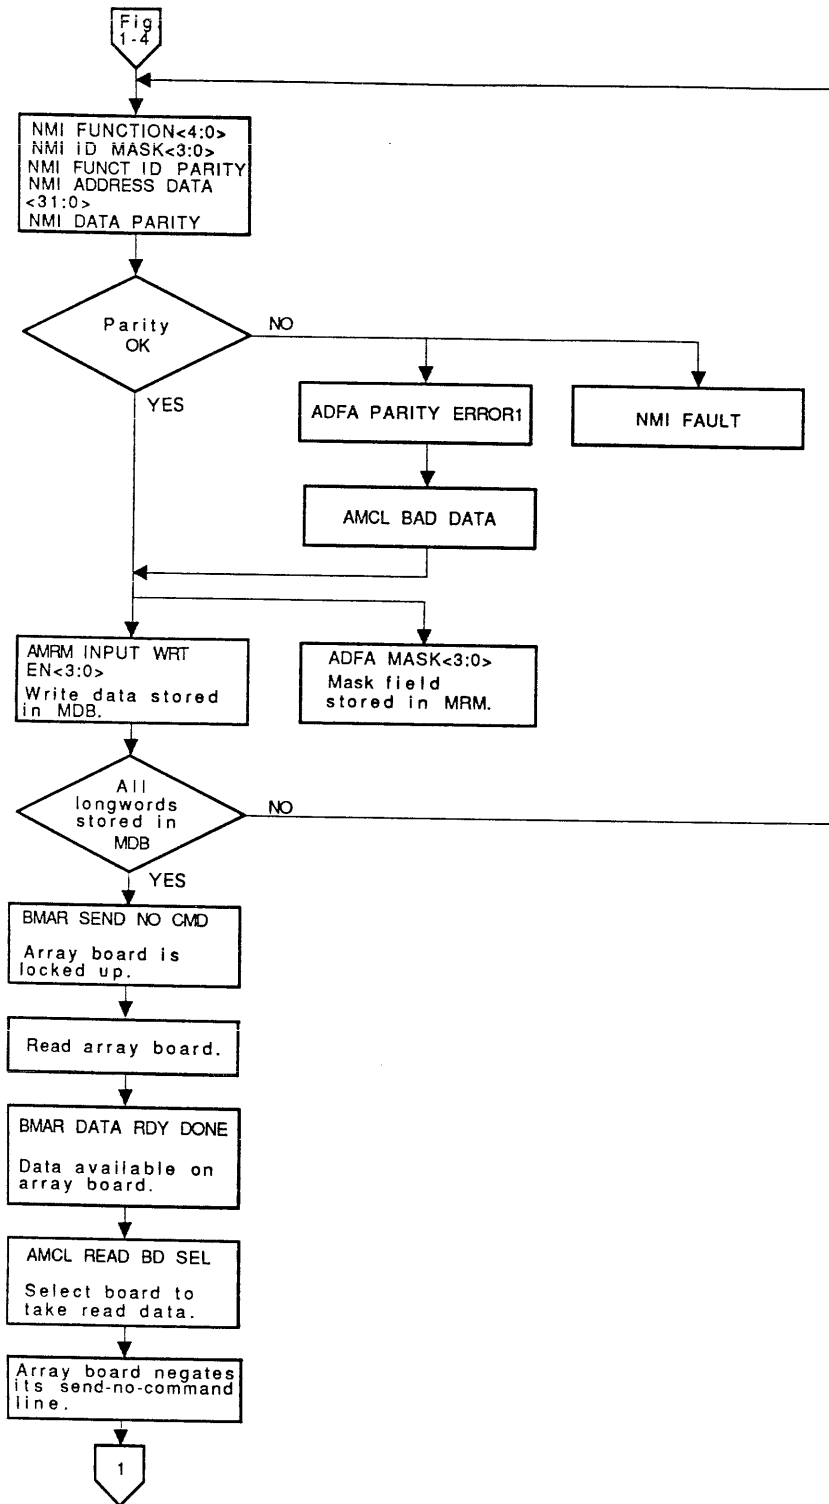 Fig
1-4
NMI FUNCTION<4:0>
NMI ID MASK<3:0>
NMI FUNCT ID PARITY
NMI ADDRESS DATA
<31:0>
NMI DATA PARITY
Parity
OK
NO
YES
ADFA PARITY ERROR1
NMI FAULT
AMCL BAD DATA
AMRM INPUT WRT
EN<3:0>
Write data stored
in MDB.
ADFA MASK<3:0>
Mask field
stored in MRM.
All
longwords
stored in
MDB
NO
YES
BMAR SEND NO CMD
Array board is
locked up.
Read array board.
BMAR DATA RDY DONE
Data available on
array board.
AMCL READ BD SEL
Select board to
take read data.
Array board negates
its send-no-command
line.
1